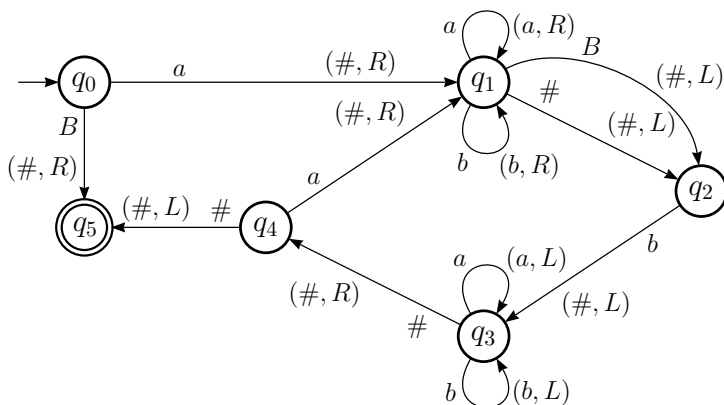 a (a, R)
B
q0 a (#, R) q1 (#, L)
#
B (#, R) (#, L)
b (b, R)
(#, R) a q2
(#, L) # b
q5 q4
a (a, L)
(#, R) (#, L)
# q3
b (b, L)